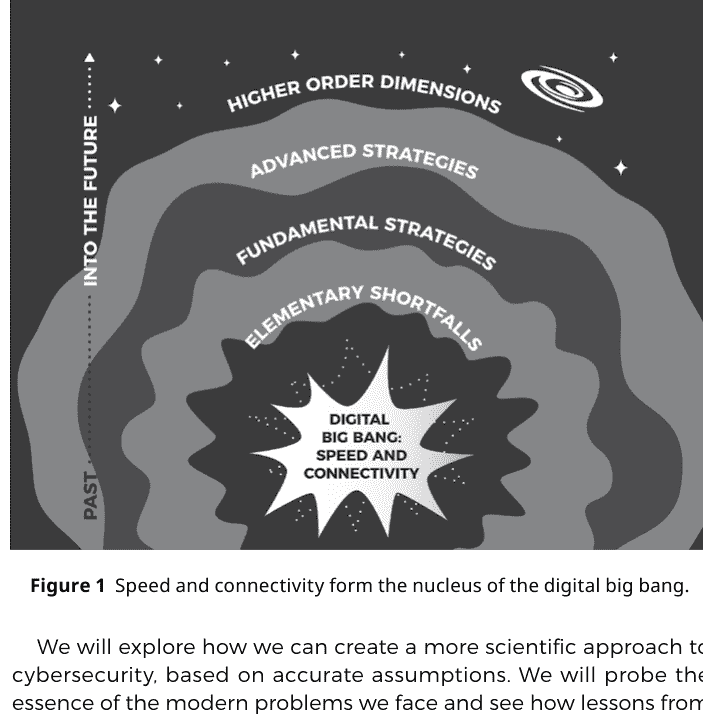 HIGHER ORDER DIMENSIONS
ADVANCED STRATEGIES
FUNDAMENTAL STRATEGIES
ELEMENTARY SHORTFALLS
DIGITAL
BIG BANG:
SPEED AND
CONNECTIVITY
INTO THE FUTURE
PAST
Figure 1 Speed and connectivity form the nucleus of the digital big bang.
We will explore how we can create a more scientific approach to
cybersecurity, based on accurate assumptions. We will probe the
essence of the modern problems we face and see how lessons from